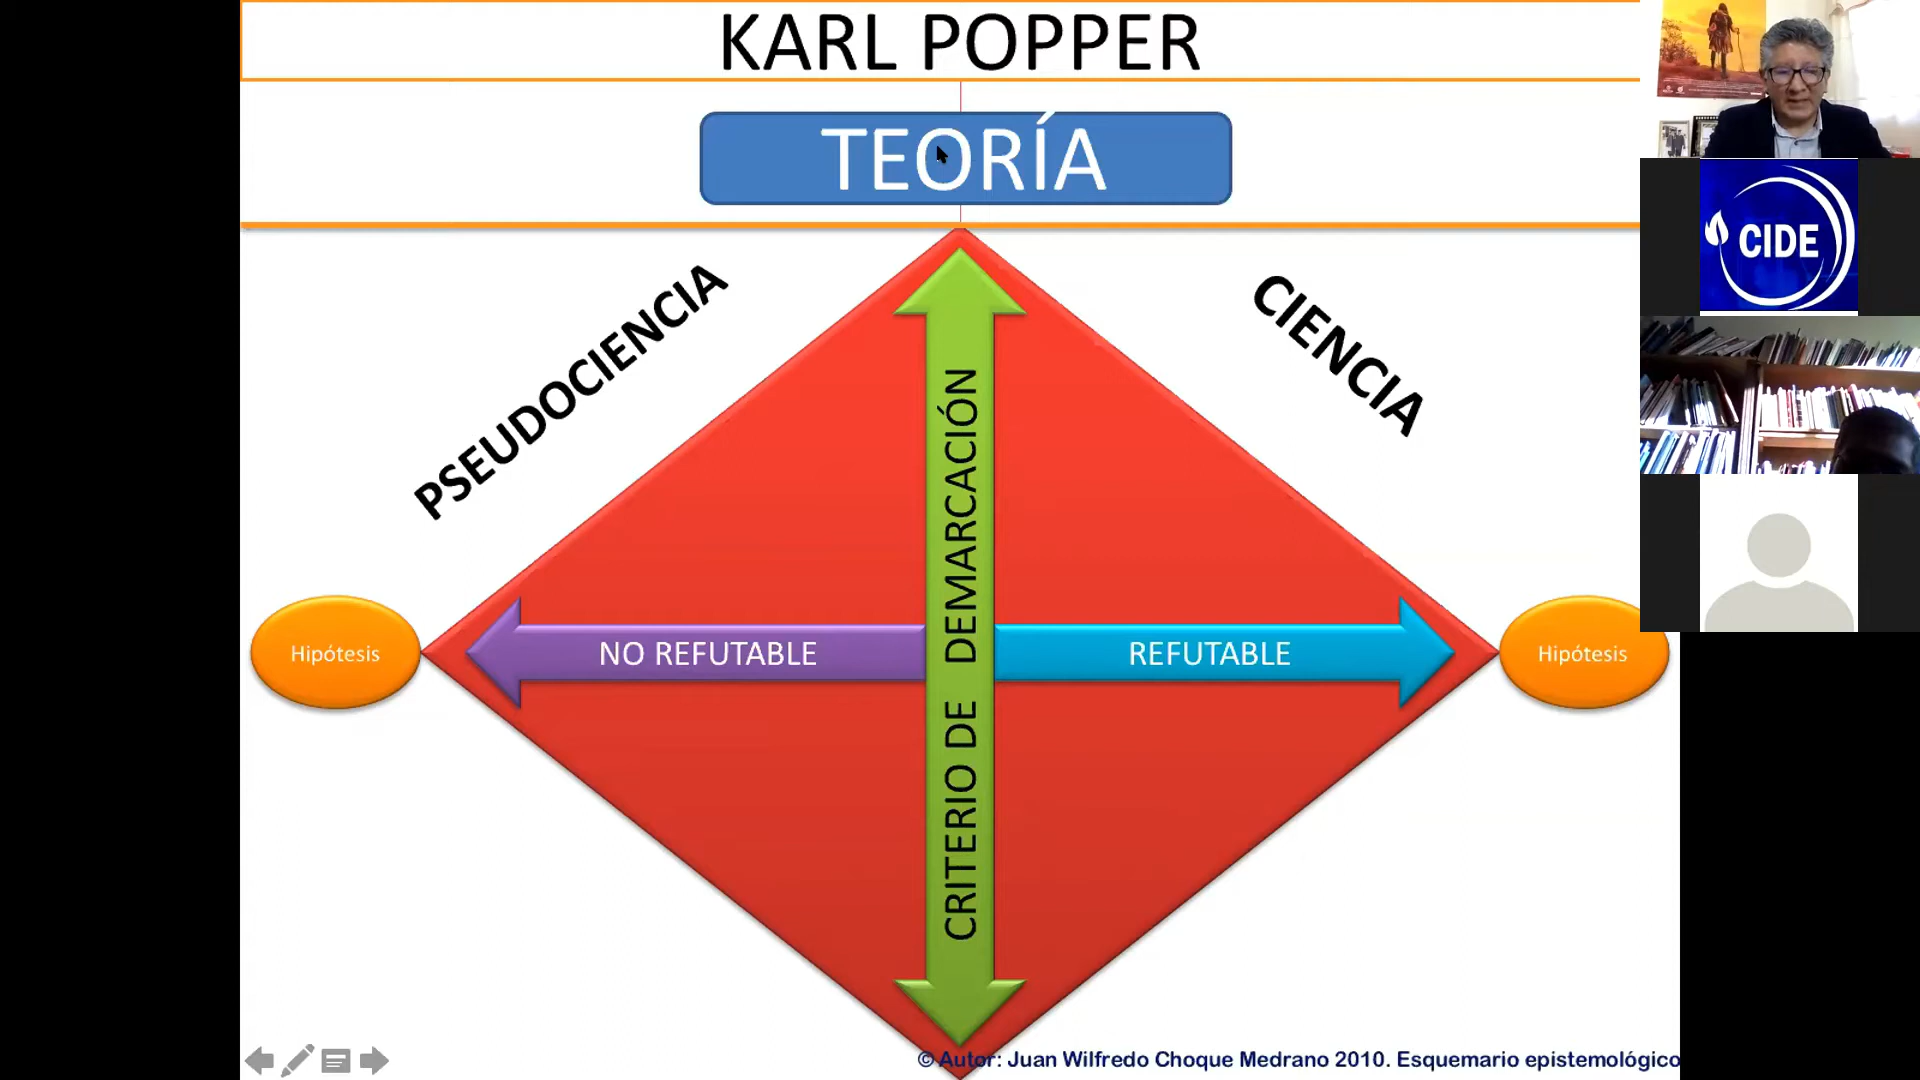 KARL POPPER
TEORÍA
PSEUDOCIENCIA
CIENCIA
CIDE
CRITERIO DE DEMARCACIÓN
Hipótesis
NO REFUTABLE
REFUTABLE
Hipótesis
© Autor: Juan Wilfredo Choque Medrano 2010. Esquemario epistemológico